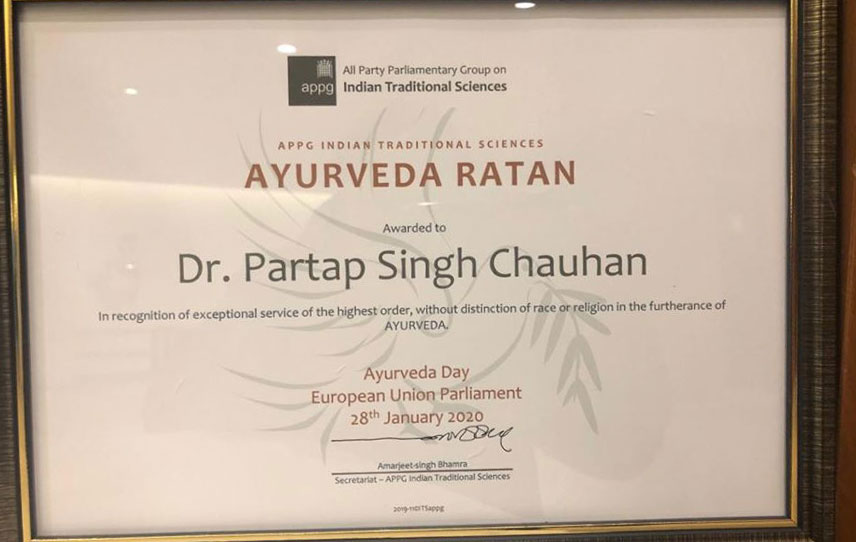 appg
All Party Parliamentary Group on
Indian Traditional Sciences
APPG INDIAN TRADITIONAL SCIENCES
AYURVEDA RATAN
Awarded to
Dr. Partap Singh Chauhan
In recognition of exceptional service of the highest order, without distinction of race or religion in the furtherance of
AYURVEDA.
Ayurveda Day
European Union Parliament
28th January 2020
Amarjeet-singh Bhamra
Secretariat – APPG Indian Traditional Sciences